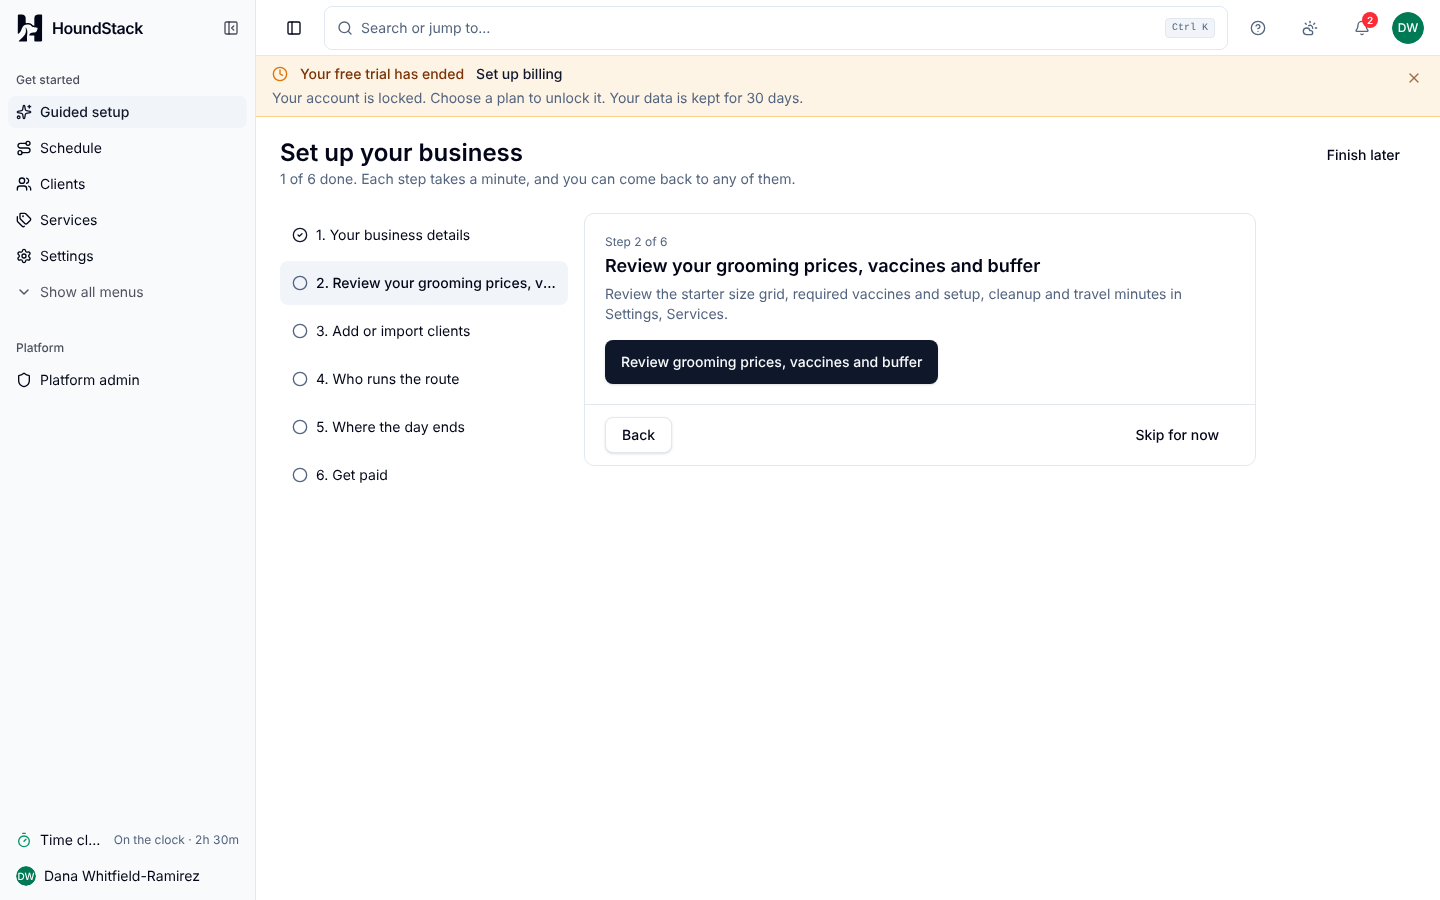 HoundStack
Search or jump to...
Ctrl K
2
DW
Get started
Guided setup
Schedule
Clients
Services
Settings
Show all menus
Platform
Platform admin
Time cl...
On the clock · 2h 30m
DW
Dana Whitfield-Ramirez
Your free trial has ended
Set up billing
Your account is locked. Choose a plan to unlock it. Your data is kept for 30 days.
Set up your business
1 of 6 done. Each step takes a minute, and you can come back to any of them.
Finish later
1. Your business details
2. Review your grooming prices, v...
3. Add or import clients
4. Who runs the route
5. Where the day ends
6. Get paid
Step 2 of 6
Review your grooming prices, vaccines and buffer
Review the starter size grid, required vaccines and setup, cleanup and travel minutes in
Settings, Services.
Review grooming prices, vaccines and buffer
Back
Skip for now